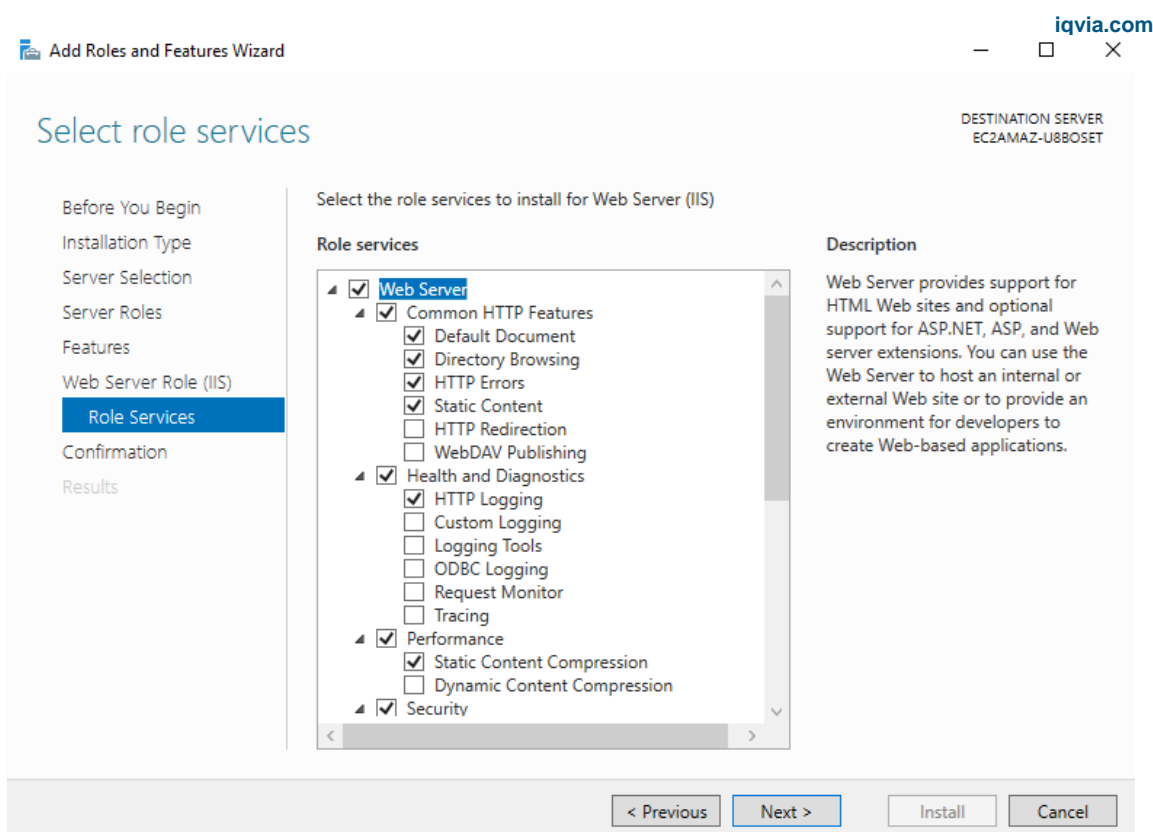 iqvia.com
Add Roles and Features Wizard
Select role services
DESTINATION SERVER
EC2AMAZ-U8BOSET
Before You Begin
Installation Type
Server Selection
Server Roles
Features
Web Server Role (IIS)
Role Services
Confirmation
Results
Select the role services to install for Web Server (IIS)
Role services
Web Server
Common HTTP Features
Default Document
Directory Browsing
HTTP Errors
Static Content
HTTP Redirection
WebDAV Publishing
Health and Diagnostics
HTTP Logging
Custom Logging
Logging Tools
ODBC Logging
Request Monitor
Tracing
Performance
Static Content Compression
Dynamic Content Compression
Security
Description
Web Server provides support for
HTML Web sites and optional
support for ASP.NET, ASP, and Web
server extensions. You can use the
Web Server to host an internal or
external Web site or to provide an
environment for developers to
create Web-based applications.
< Previous
Next >
Install
Cancel